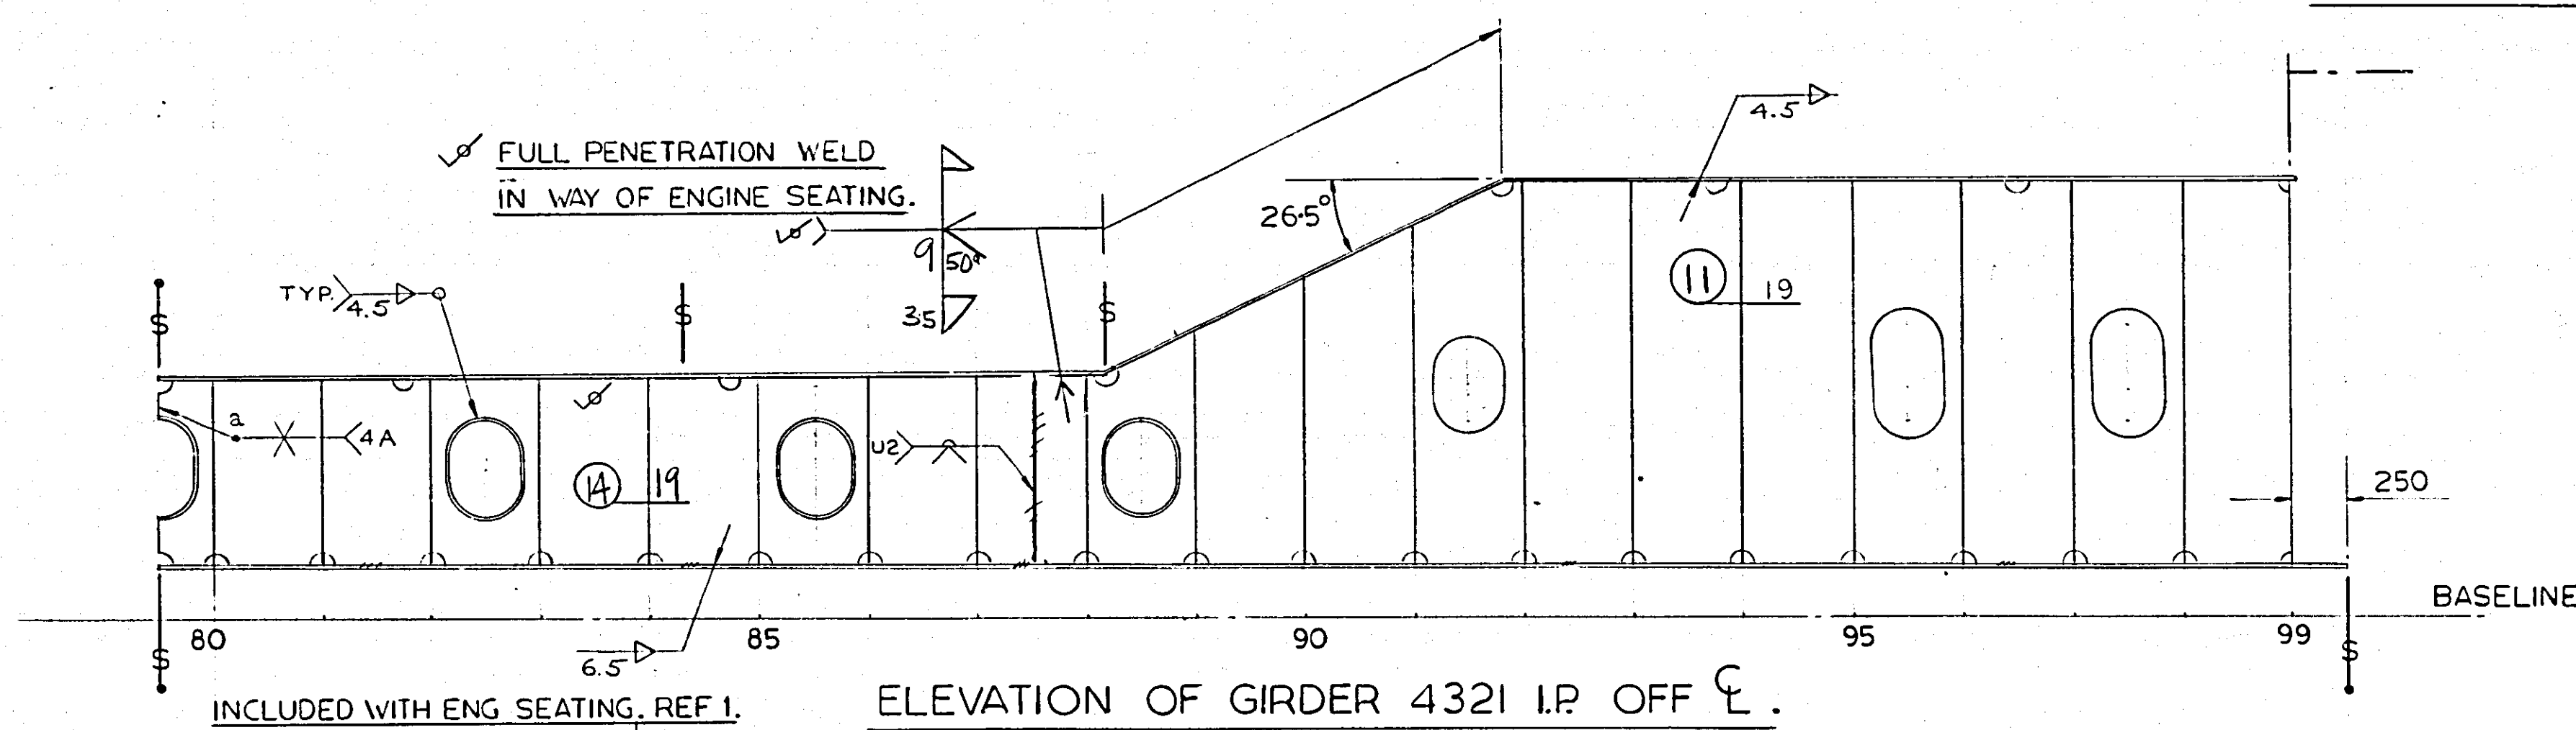 FULL PENETRATION WELD
IN WAY OF ENGINE SEATING.
4.5
9
50°
35
26.5°
TYP.
4.5
11 19
S S S
a
4A
U2
14 19
250
BASELINE
80 85 90 95 99
S
S
6.5
INCLUDED WITH ENG SEATING. REF 1.
ELEVATION OF GIRDER 4321 I.P. OFF ℄.